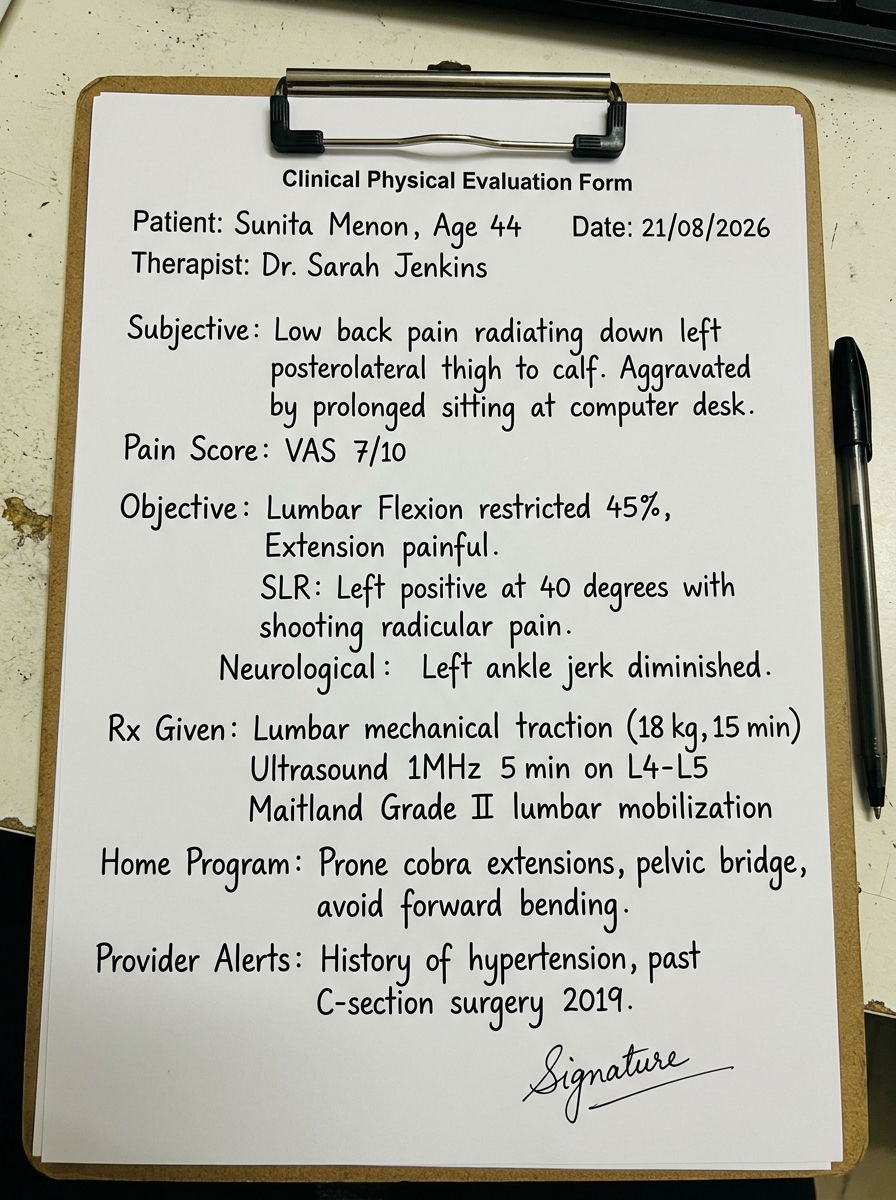 Clinical Physical Evaluation Form
Patient: Sunita Menon, Age 44 Date: 21/08/2026
Therapist: Dr. Sarah Jenkins
Subjective: Low back pain radiating down left
posterolateral thigh to calf. Aggravated
by prolonged sitting at computer desk.
Pain Score: VAS 7/10
Objective: Lumbar Flexion restricted 45%,
Extension painful.
SLR: Left positive at 40 degrees with
shooting radicular pain.
Neurological: Left ankle jerk diminished.
Rx Given: Lumbar mechanical traction (18 kg, 15 min)
Ultrasound 1MHz 5 min on L4-L5
Maitland Grade II lumbar mobilization
Home Program: Prone cobra extensions, pelvic bridge,
avoid forward bending.
Provider Alerts: History of hypertension, past
C-section surgery 2019.
Signature